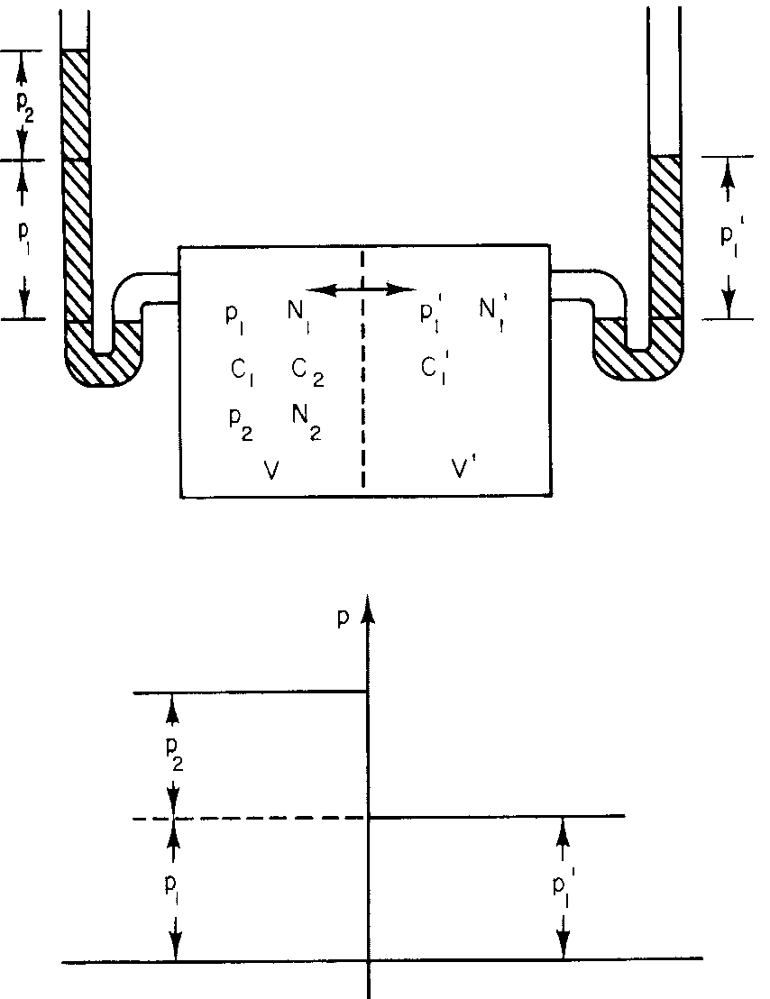 p₂
p₁
p₁'
p₁ N₁ p₁' N₁'
C₁ C₂ C₁'
p₂ N₂
V V'
p
p₂
p₁
p₁'